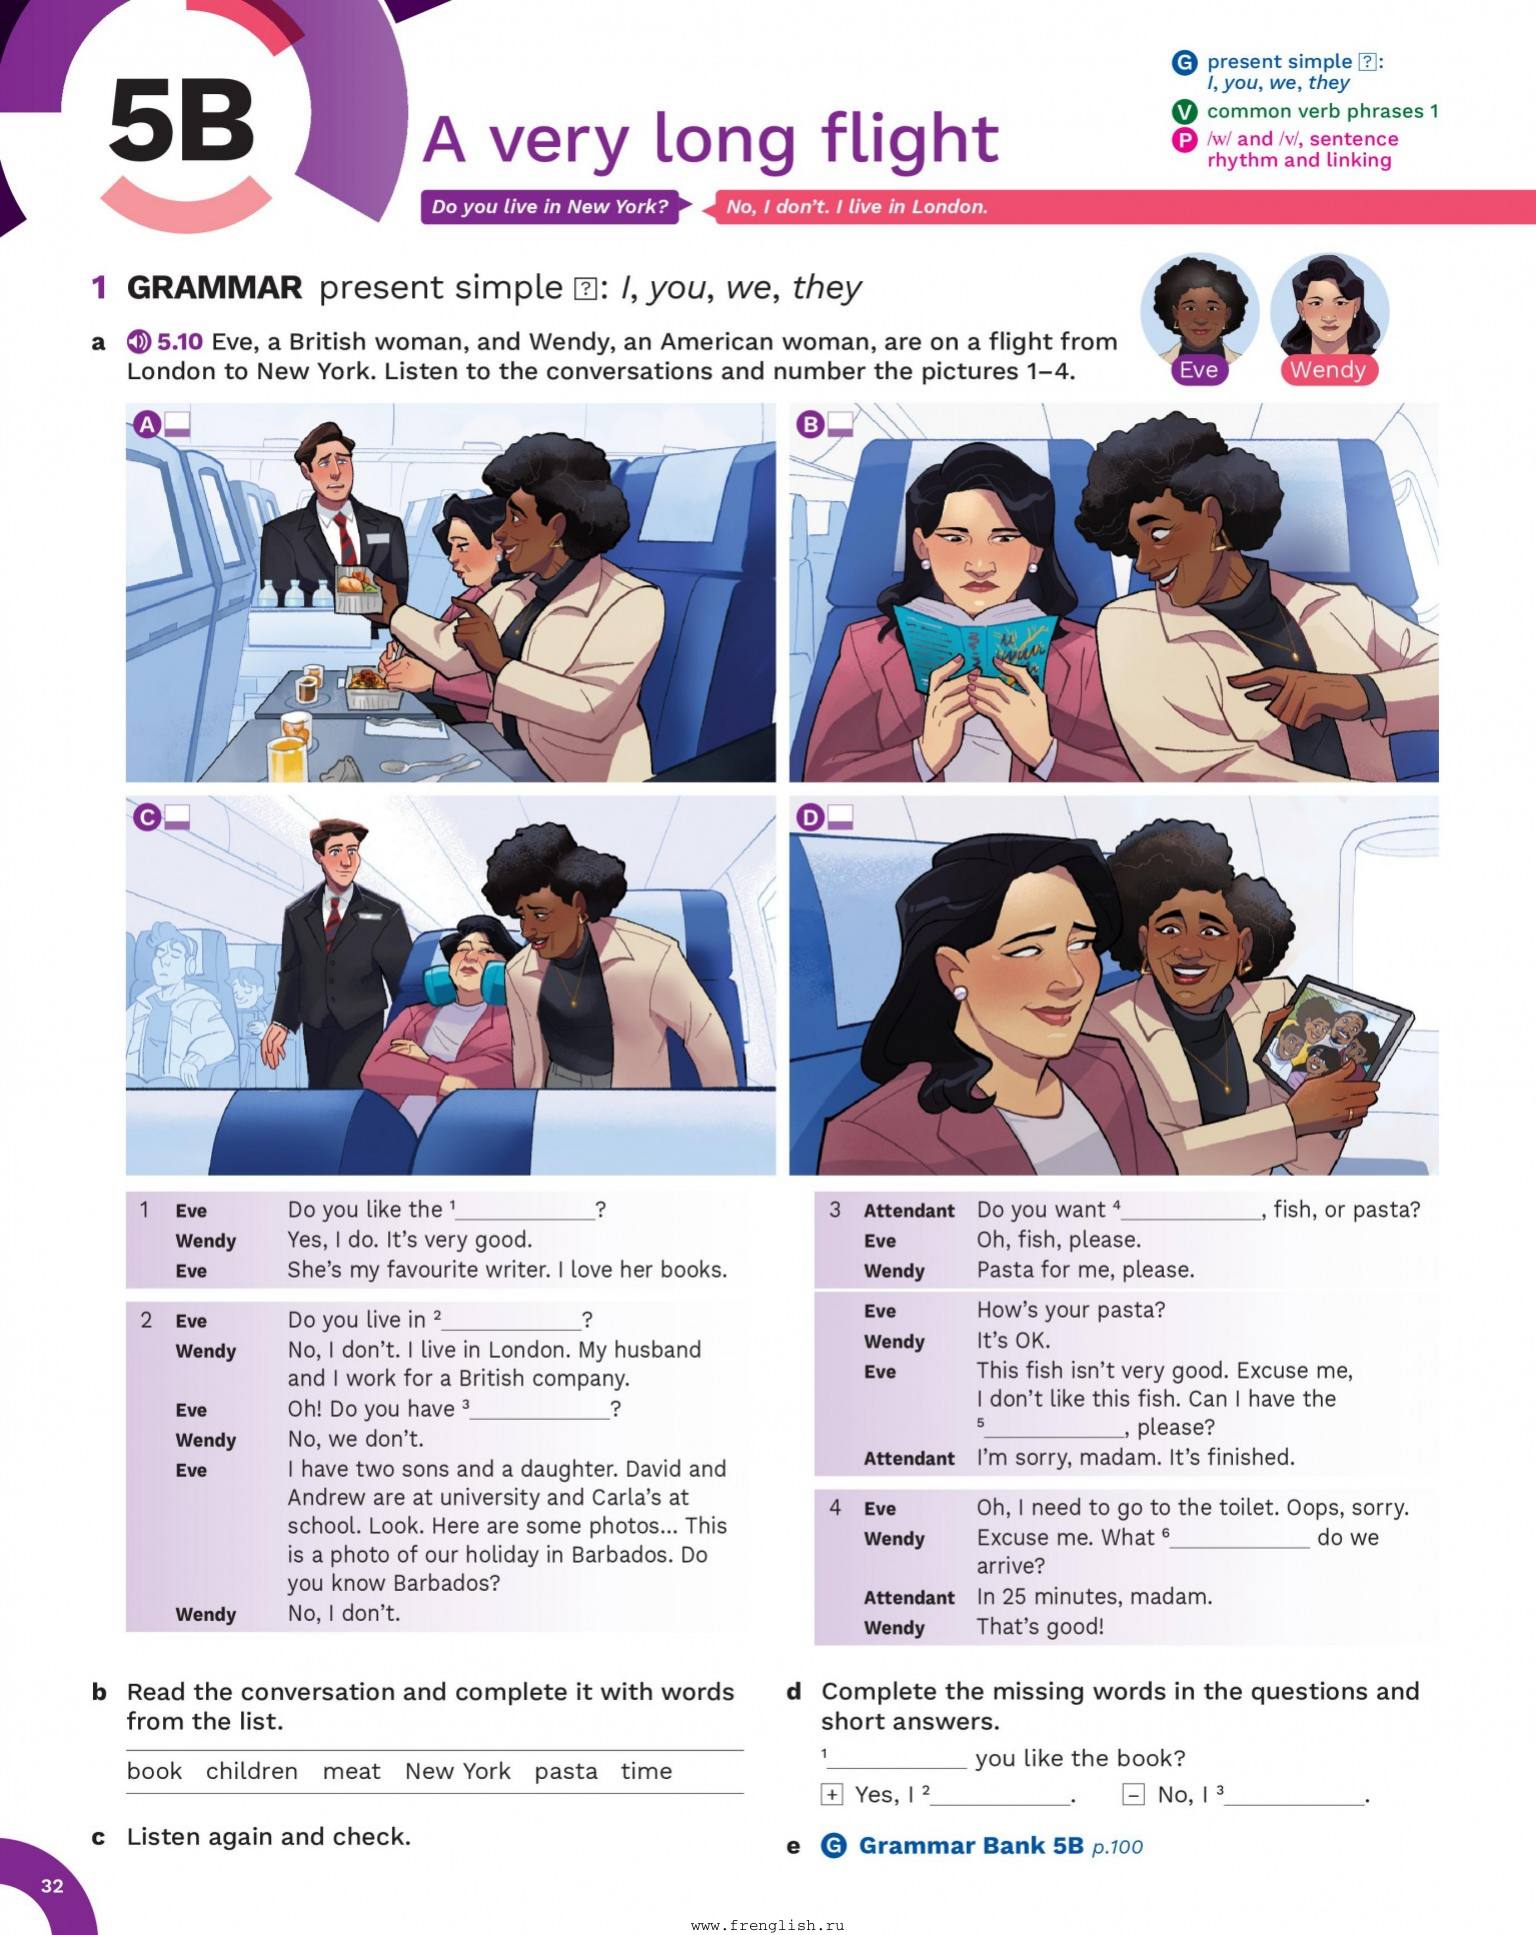 5B
A very long flight
G present simple ?:
I, you, we, they
V common verb phrases 1
P /w/ and /v/, sentence
rhythm and linking
Do you live in New York?
No, I don't. I live in London.
1 GRAMMAR present simple ?: I, you, we, they
a 5.10 Eve, a British woman, and Wendy, an American woman, are on a flight from
London to New York. Listen to the conversations and number the pictures 1–4.
Eve
Wendy
A
B
C
D
1 Eve Do you like the 1____________?
Wendy Yes, I do. It's very good.
Eve She's my favourite writer. I love her books.
2 Eve Do you live in 2____________?
Wendy No, I don't. I live in London. My husband
and I work for a British company.
Eve Oh! Do you have 3____________?
Wendy No, we don't.
Eve I have two sons and a daughter. David and
Andrew are at university and Carla's at
school. Look. Here are some photos... This
is a photo of our holiday in Barbados. Do
you know Barbados?
Wendy No, I don't.
3 Attendant Do you want 4____________, fish, or pasta?
Eve Oh, fish, please.
Wendy Pasta for me, please.
Eve How's your pasta?
Wendy It's OK.
Eve This fish isn't very good. Excuse me,
I don't like this fish. Can I have the
5____________, please?
Attendant I'm sorry, madam. It's finished.
4 Eve Oh, I need to go to the toilet. Oops, sorry.
Wendy Excuse me. What 6____________ do we
arrive?
Attendant In 25 minutes, madam.
Wendy That's good!
b Read the conversation and complete it with words
from the list.
book children meat New York pasta time
c Listen again and check.
d Complete the missing words in the questions and
short answers.
1____________ you like the book?
+ Yes, I 2____________. – No, I 3____________.
e G Grammar Bank 5B p.100
32
www.frenglish.ru